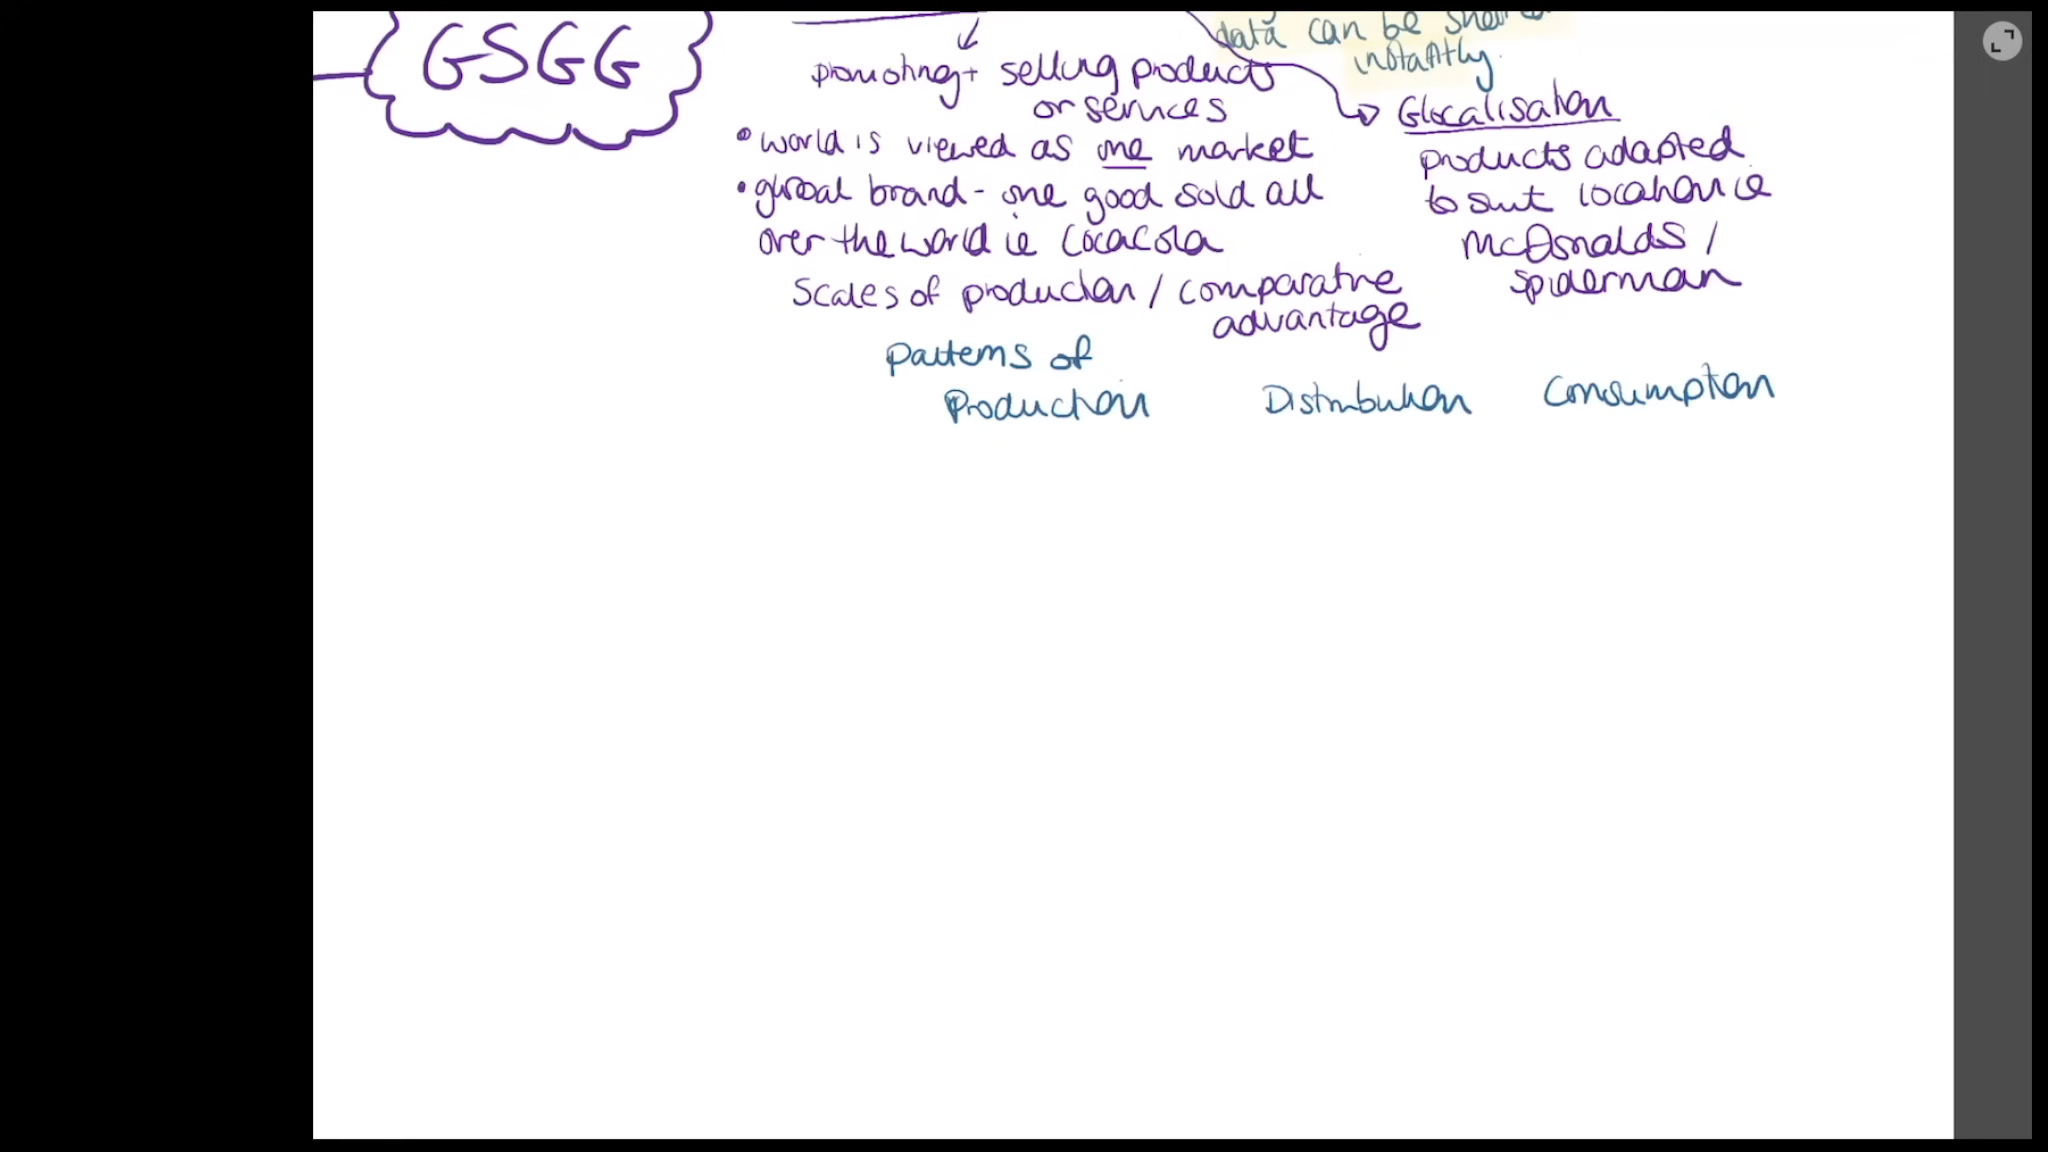 GSGG
data can be
instantly.
promoting + selling products
or services
• world is viewed as one market
• global brand - one good sold all
over the world ie CocaCola
Scales of production / comparative
advantage
Glocalisation
products adapted
to suit location ie
McDonalds /
spiderman
patterns of
Production Distribution Consumption